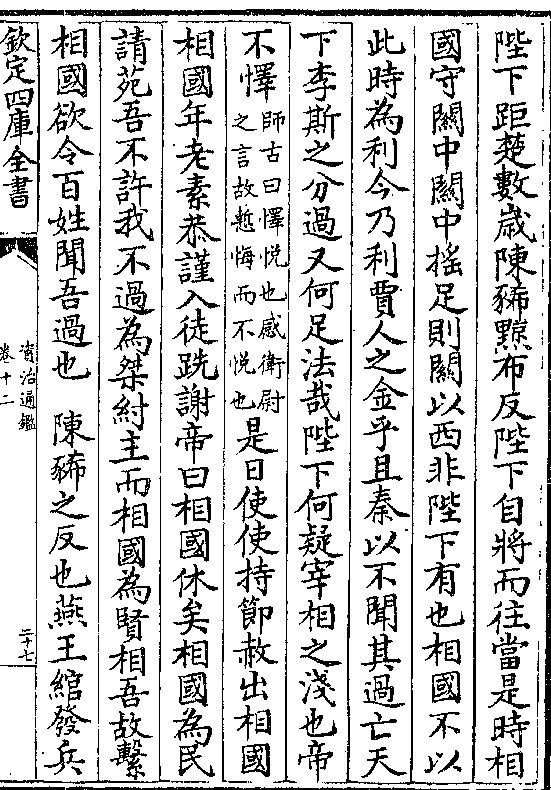 陛下距楚數歲陳豨黥布反陛下自將而往當是時相
國守關中關中揺足則關以西非陛下有也相國不以
此時為利今乃利賈人之金乎且秦以不聞其過亡天
下李斯之分過又何足法哉陛下何疑宰相之淺也帝
不懌師古曰懌悅也感衛尉之言故慙悔而不悅也是日使使持節赦出相國
相國年老素恭謹入徒跣謝帝曰相國休矣相國為民
請苑吾不許我不過為桀紂主而相國為賢相吾故繫
相國欲令百姓聞吾過也 陳豨之反也燕王綰發兵
欽定四庫全書
資治通鑑
卷十二
二十七